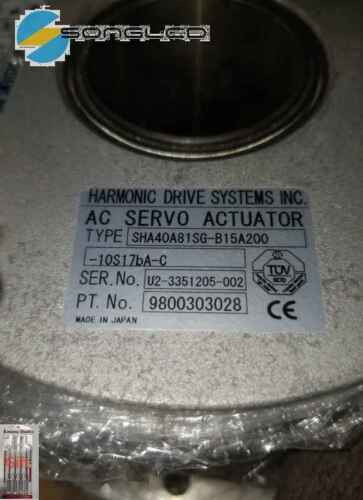 SONGLED
HARMONIC DRIVE SYSTEMS INC.
AC SERVO ACTUATOR
TYPE SHA40A81SG-B15A200
-10S17bA-C
SER.No. U2-3351205-002
PT. No. 9800303028
TÜV
CE
MADE IN JAPAN